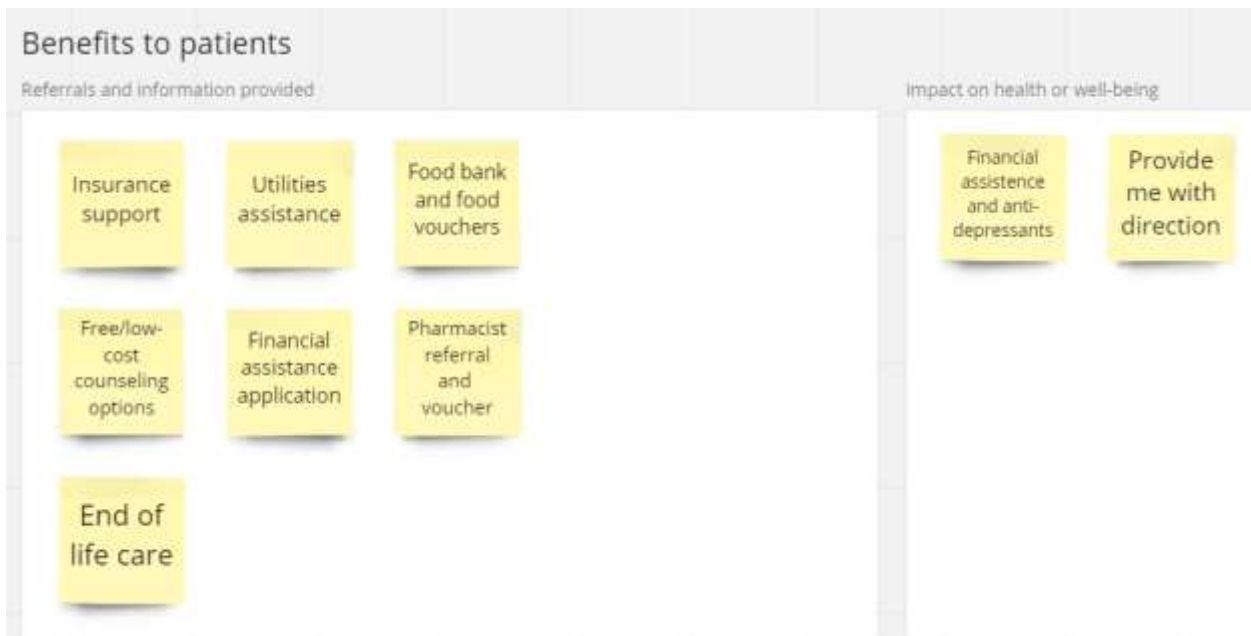 Benefits to patients
Referrals and information provided
Insurance
support
Utilities
assistance
Food bank
and food
vouchers
Free/low-
cost
counseling
options
Financial
assistance
application
Pharmacist
referral
and
voucher
End of
life care
Impact on health or well-being
Financial
assistence
and anti-
depressants
Provide
me with
direction